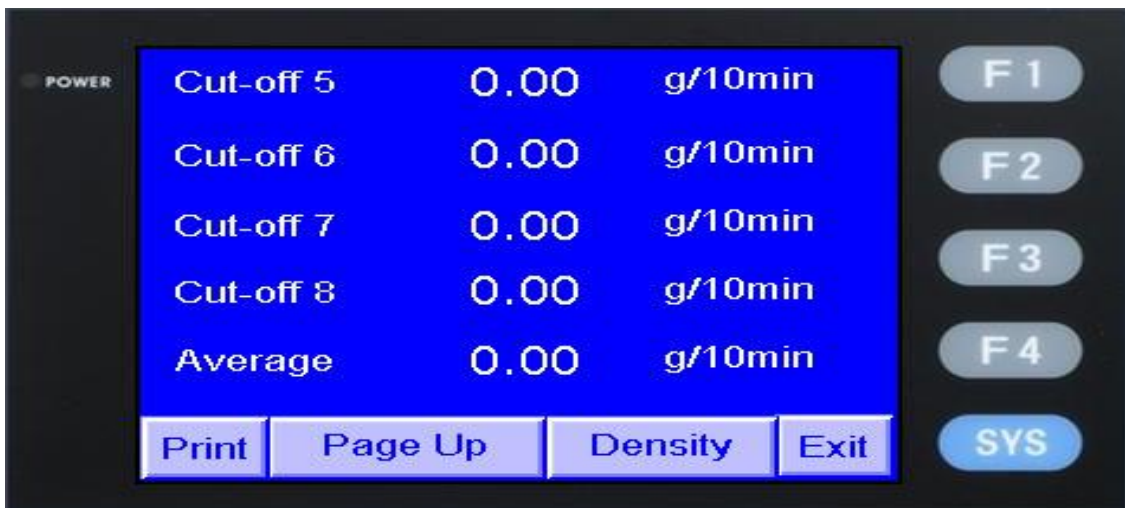 POWER
Cut-off 5 0.00 g/10min
F1
Cut-off 6 0.00 g/10min
F2
Cut-off 7 0.00 g/10min
F3
Cut-off 8 0.00 g/10min
Average 0.00 g/10min
F4
Print Page Up Density Exit
SYS